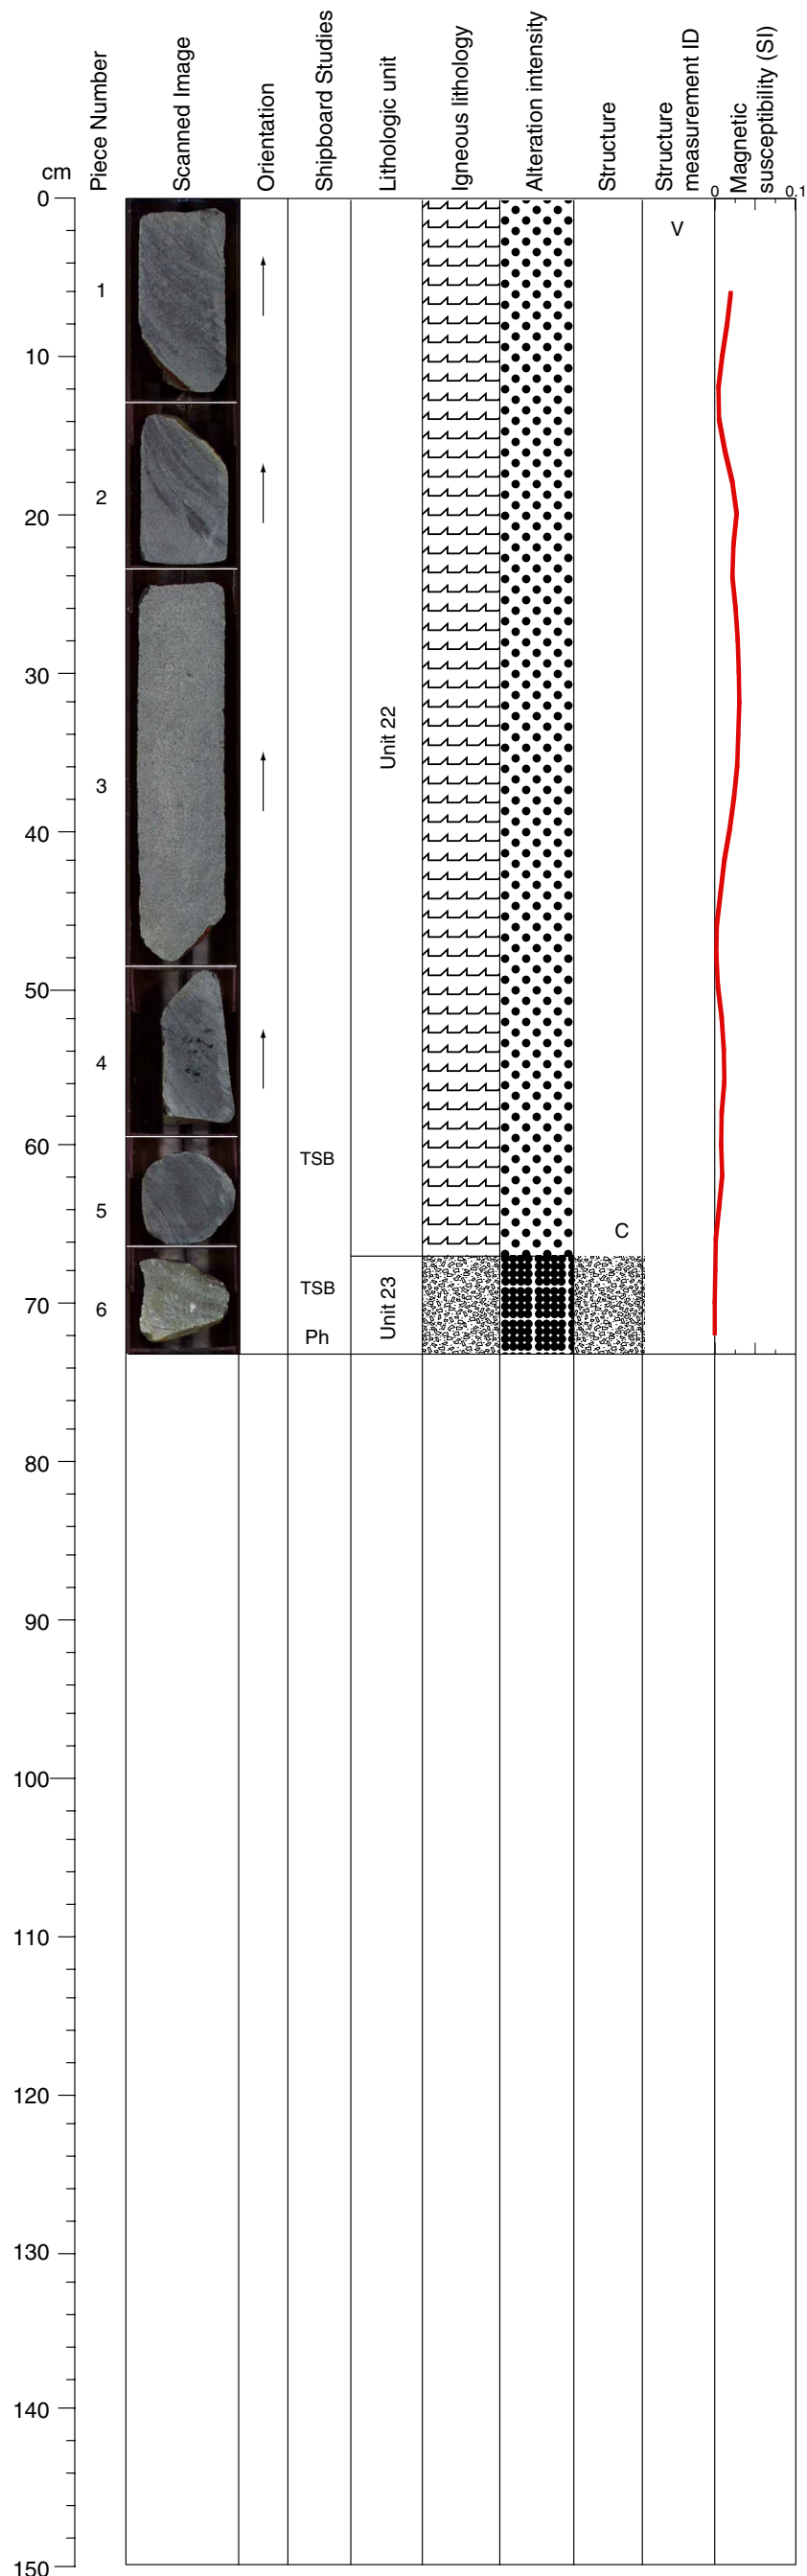 cm
Piece Number
Scanned Image
Orientation
Shipboard Studies
Lithologic unit
Igneous lithology
Alteration intensity
Structure
Structure
measurement ID
Magnetic
susceptibility (SI)
0
0.1
0
10
20
30
40
50
60
70
80
90
100
110
120
130
140
150
1
2
3
4
5
6
TSB
TSB
Ph
Unit 22
Unit 23
V
C